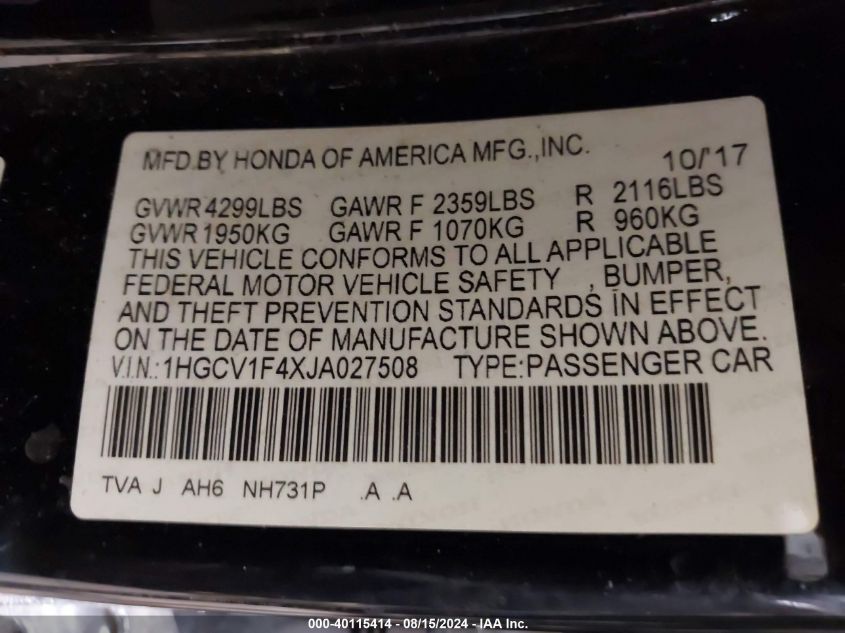 MFD.BY HONDA OF AMERICA MFG.,INC. 10/'17
GVWR 4299LBS GAWR F 2359LBS R 2116LBS
GVWR 1950KG GAWR F 1070KG R 960KG
THIS VEHICLE CONFORMS TO ALL APPLICABLE
FEDERAL MOTOR VEHICLE SAFETY , BUMPER,
AND THEFT PREVENTION STANDARDS IN EFFECT
ON THE DATE OF MANUFACTURE SHOWN ABOVE.
V.I.N.:1HGCV1F4XJA027508 TYPE:PASSENGER CAR
TVA J AH6 NH731P .A .A
000-40115414 - 08/15/2024 - IAA Inc.